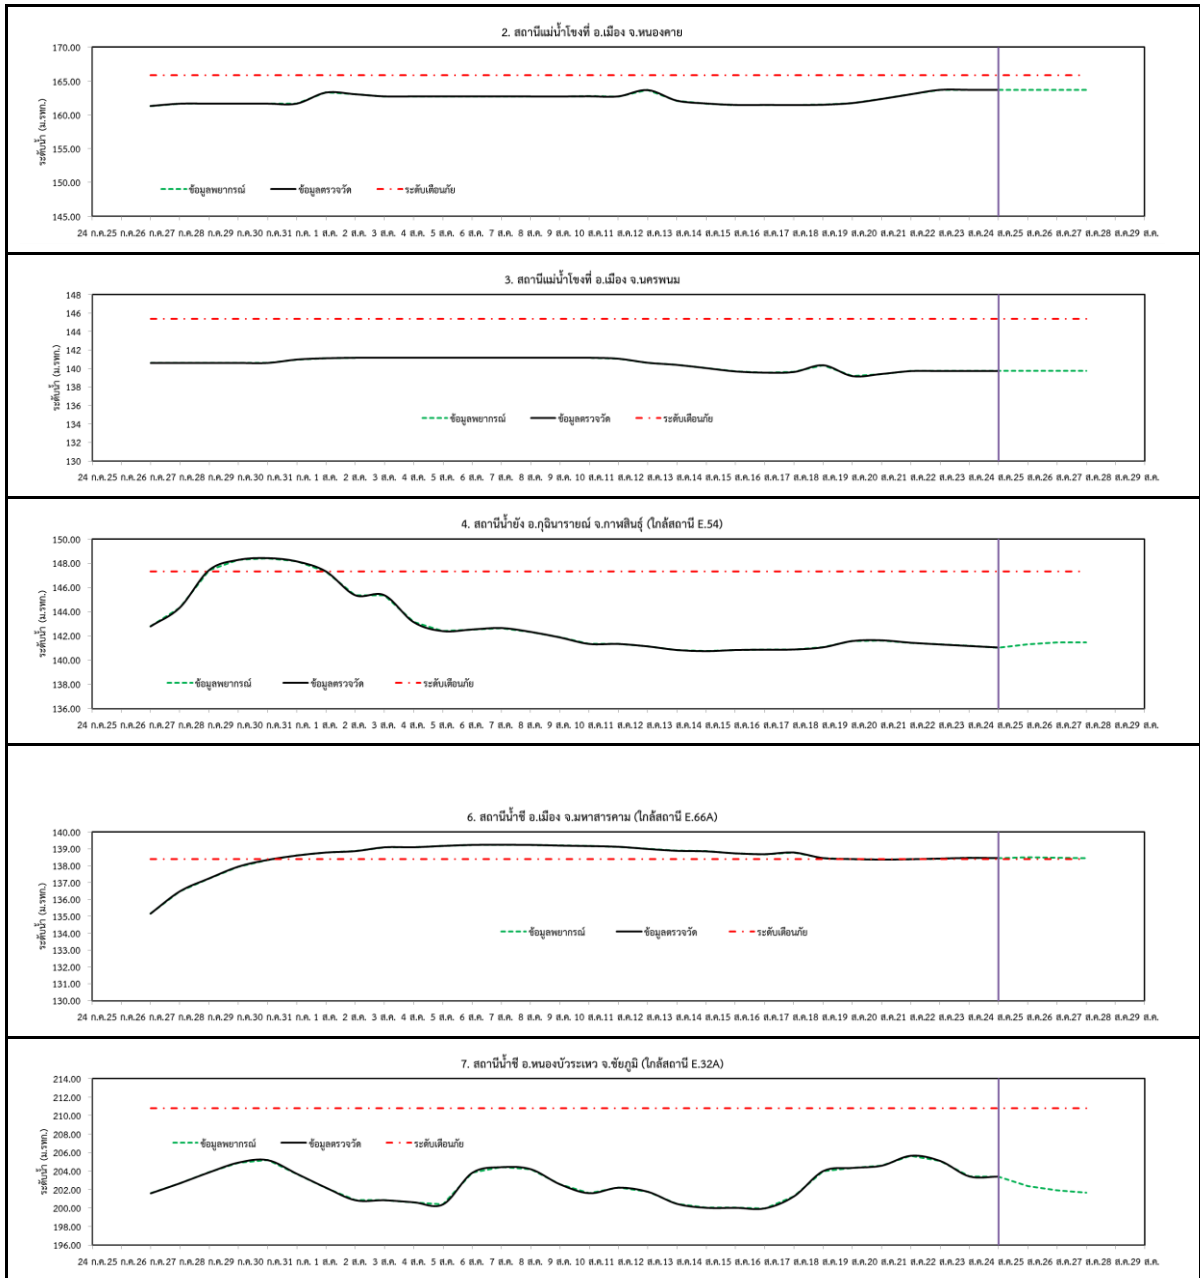 2. สถานีแม่น้ำโขงที่ อ.เมือง จ.หนองคาย
ระดับน้ำ (ม.รทก.)
170.00
165.00
160.00
155.00
150.00
145.00
ข้อมูลพยากรณ์ ข้อมูลตรวจวัด ระดับเตือนภัย
24 ก.ค.25 ก.ค.26 ก.ค.27 ก.ค.28 ก.ค.29 ก.ค.30 ก.ค.31 ก.ค. 1 ส.ค. 2 ส.ค. 3 ส.ค. 4 ส.ค. 5 ส.ค. 6 ส.ค. 7 ส.ค. 8 ส.ค. 9 ส.ค. 10 ส.ค.11 ส.ค.12 ส.ค.13 ส.ค.14 ส.ค.15 ส.ค.16 ส.ค.17 ส.ค.18 ส.ค.19 ส.ค.20 ส.ค.21 ส.ค.22 ส.ค.23 ส.ค.24 ส.ค.25 ส.ค.26 ส.ค.27 ส.ค.28 ส.ค.29 ส.ค.
3. สถานีแม่น้ำโขงที่ อ.เมือง จ.นครพนม
ระดับน้ำ (ม.รทก.)
148
146
144
142
140
138
136
134
132
130
ข้อมูลพยากรณ์ ข้อมูลตรวจวัด ระดับเตือนภัย
24 ก.ค.25 ก.ค.26 ก.ค.27 ก.ค.28 ก.ค.29 ก.ค.30 ก.ค.31 ก.ค. 1 ส.ค. 2 ส.ค. 3 ส.ค. 4 ส.ค. 5 ส.ค. 6 ส.ค. 7 ส.ค. 8 ส.ค. 9 ส.ค. 10 ส.ค.11 ส.ค.12 ส.ค.13 ส.ค.14 ส.ค.15 ส.ค.16 ส.ค.17 ส.ค.18 ส.ค.19 ส.ค.20 ส.ค.21 ส.ค.22 ส.ค.23 ส.ค.24 ส.ค.25 ส.ค.26 ส.ค.27 ส.ค.28 ส.ค.29 ส.ค.
4. สถานีน้ำยัง อ.กุฉินารายณ์ จ.กาฬสินธุ์ (ใกล้สถานี E.54)
ระดับน้ำ (ม.รทก.)
150.00
148.00
146.00
144.00
142.00
140.00
138.00
136.00
ข้อมูลพยากรณ์ ข้อมูลตรวจวัด ระดับเตือนภัย
24 ก.ค.25 ก.ค.26 ก.ค.27 ก.ค.28 ก.ค.29 ก.ค.30 ก.ค.31 ก.ค. 1 ส.ค. 2 ส.ค. 3 ส.ค. 4 ส.ค. 5 ส.ค. 6 ส.ค. 7 ส.ค. 8 ส.ค. 9 ส.ค. 10 ส.ค.11 ส.ค.12 ส.ค.13 ส.ค.14 ส.ค.15 ส.ค.16 ส.ค.17 ส.ค.18 ส.ค.19 ส.ค.20 ส.ค.21 ส.ค.22 ส.ค.23 ส.ค.24 ส.ค.25 ส.ค.26 ส.ค.27 ส.ค.28 ส.ค.29 ส.ค.
6. สถานีน้ำชี อ.เมือง จ.มหาสารคาม (ใกล้สถานี E.66A)
ระดับน้ำ (ม.รทก.)
140.00
139.00
138.00
137.00
136.00
135.00
134.00
133.00
132.00
131.00
130.00
ข้อมูลพยากรณ์ ข้อมูลตรวจวัด ระดับเตือนภัย
24 ก.ค.25 ก.ค.26 ก.ค.27 ก.ค.28 ก.ค.29 ก.ค.30 ก.ค.31 ก.ค. 1 ส.ค. 2 ส.ค. 3 ส.ค. 4 ส.ค. 5 ส.ค. 6 ส.ค. 7 ส.ค. 8 ส.ค. 9 ส.ค. 10 ส.ค.11 ส.ค.12 ส.ค.13 ส.ค.14 ส.ค.15 ส.ค.16 ส.ค.17 ส.ค.18 ส.ค.19 ส.ค.20 ส.ค.21 ส.ค.22 ส.ค.23 ส.ค.24 ส.ค.25 ส.ค.26 ส.ค.27 ส.ค.28 ส.ค.29 ส.ค.
7. สถานีน้ำชี อ.หนองบัวระเหว จ.ชัยภูมิ (ใกล้สถานี E.32A)
ระดับน้ำ (ม.รทก.)
214.00
212.00
210.00
208.00
206.00
204.00
202.00
200.00
198.00
196.00
ข้อมูลพยากรณ์ ข้อมูลตรวจวัด ระดับเตือนภัย
24 ก.ค.25 ก.ค.26 ก.ค.27 ก.ค.28 ก.ค.29 ก.ค.30 ก.ค.31 ก.ค. 1 ส.ค. 2 ส.ค. 3 ส.ค. 4 ส.ค. 5 ส.ค. 6 ส.ค. 7 ส.ค. 8 ส.ค. 9 ส.ค. 10 ส.ค.11 ส.ค.12 ส.ค.13 ส.ค.14 ส.ค.15 ส.ค.16 ส.ค.17 ส.ค.18 ส.ค.19 ส.ค.20 ส.ค.21 ส.ค.22 ส.ค.23 ส.ค.24 ส.ค.25 ส.ค.26 ส.ค.27 ส.ค.28 ส.ค.29 ส.ค.